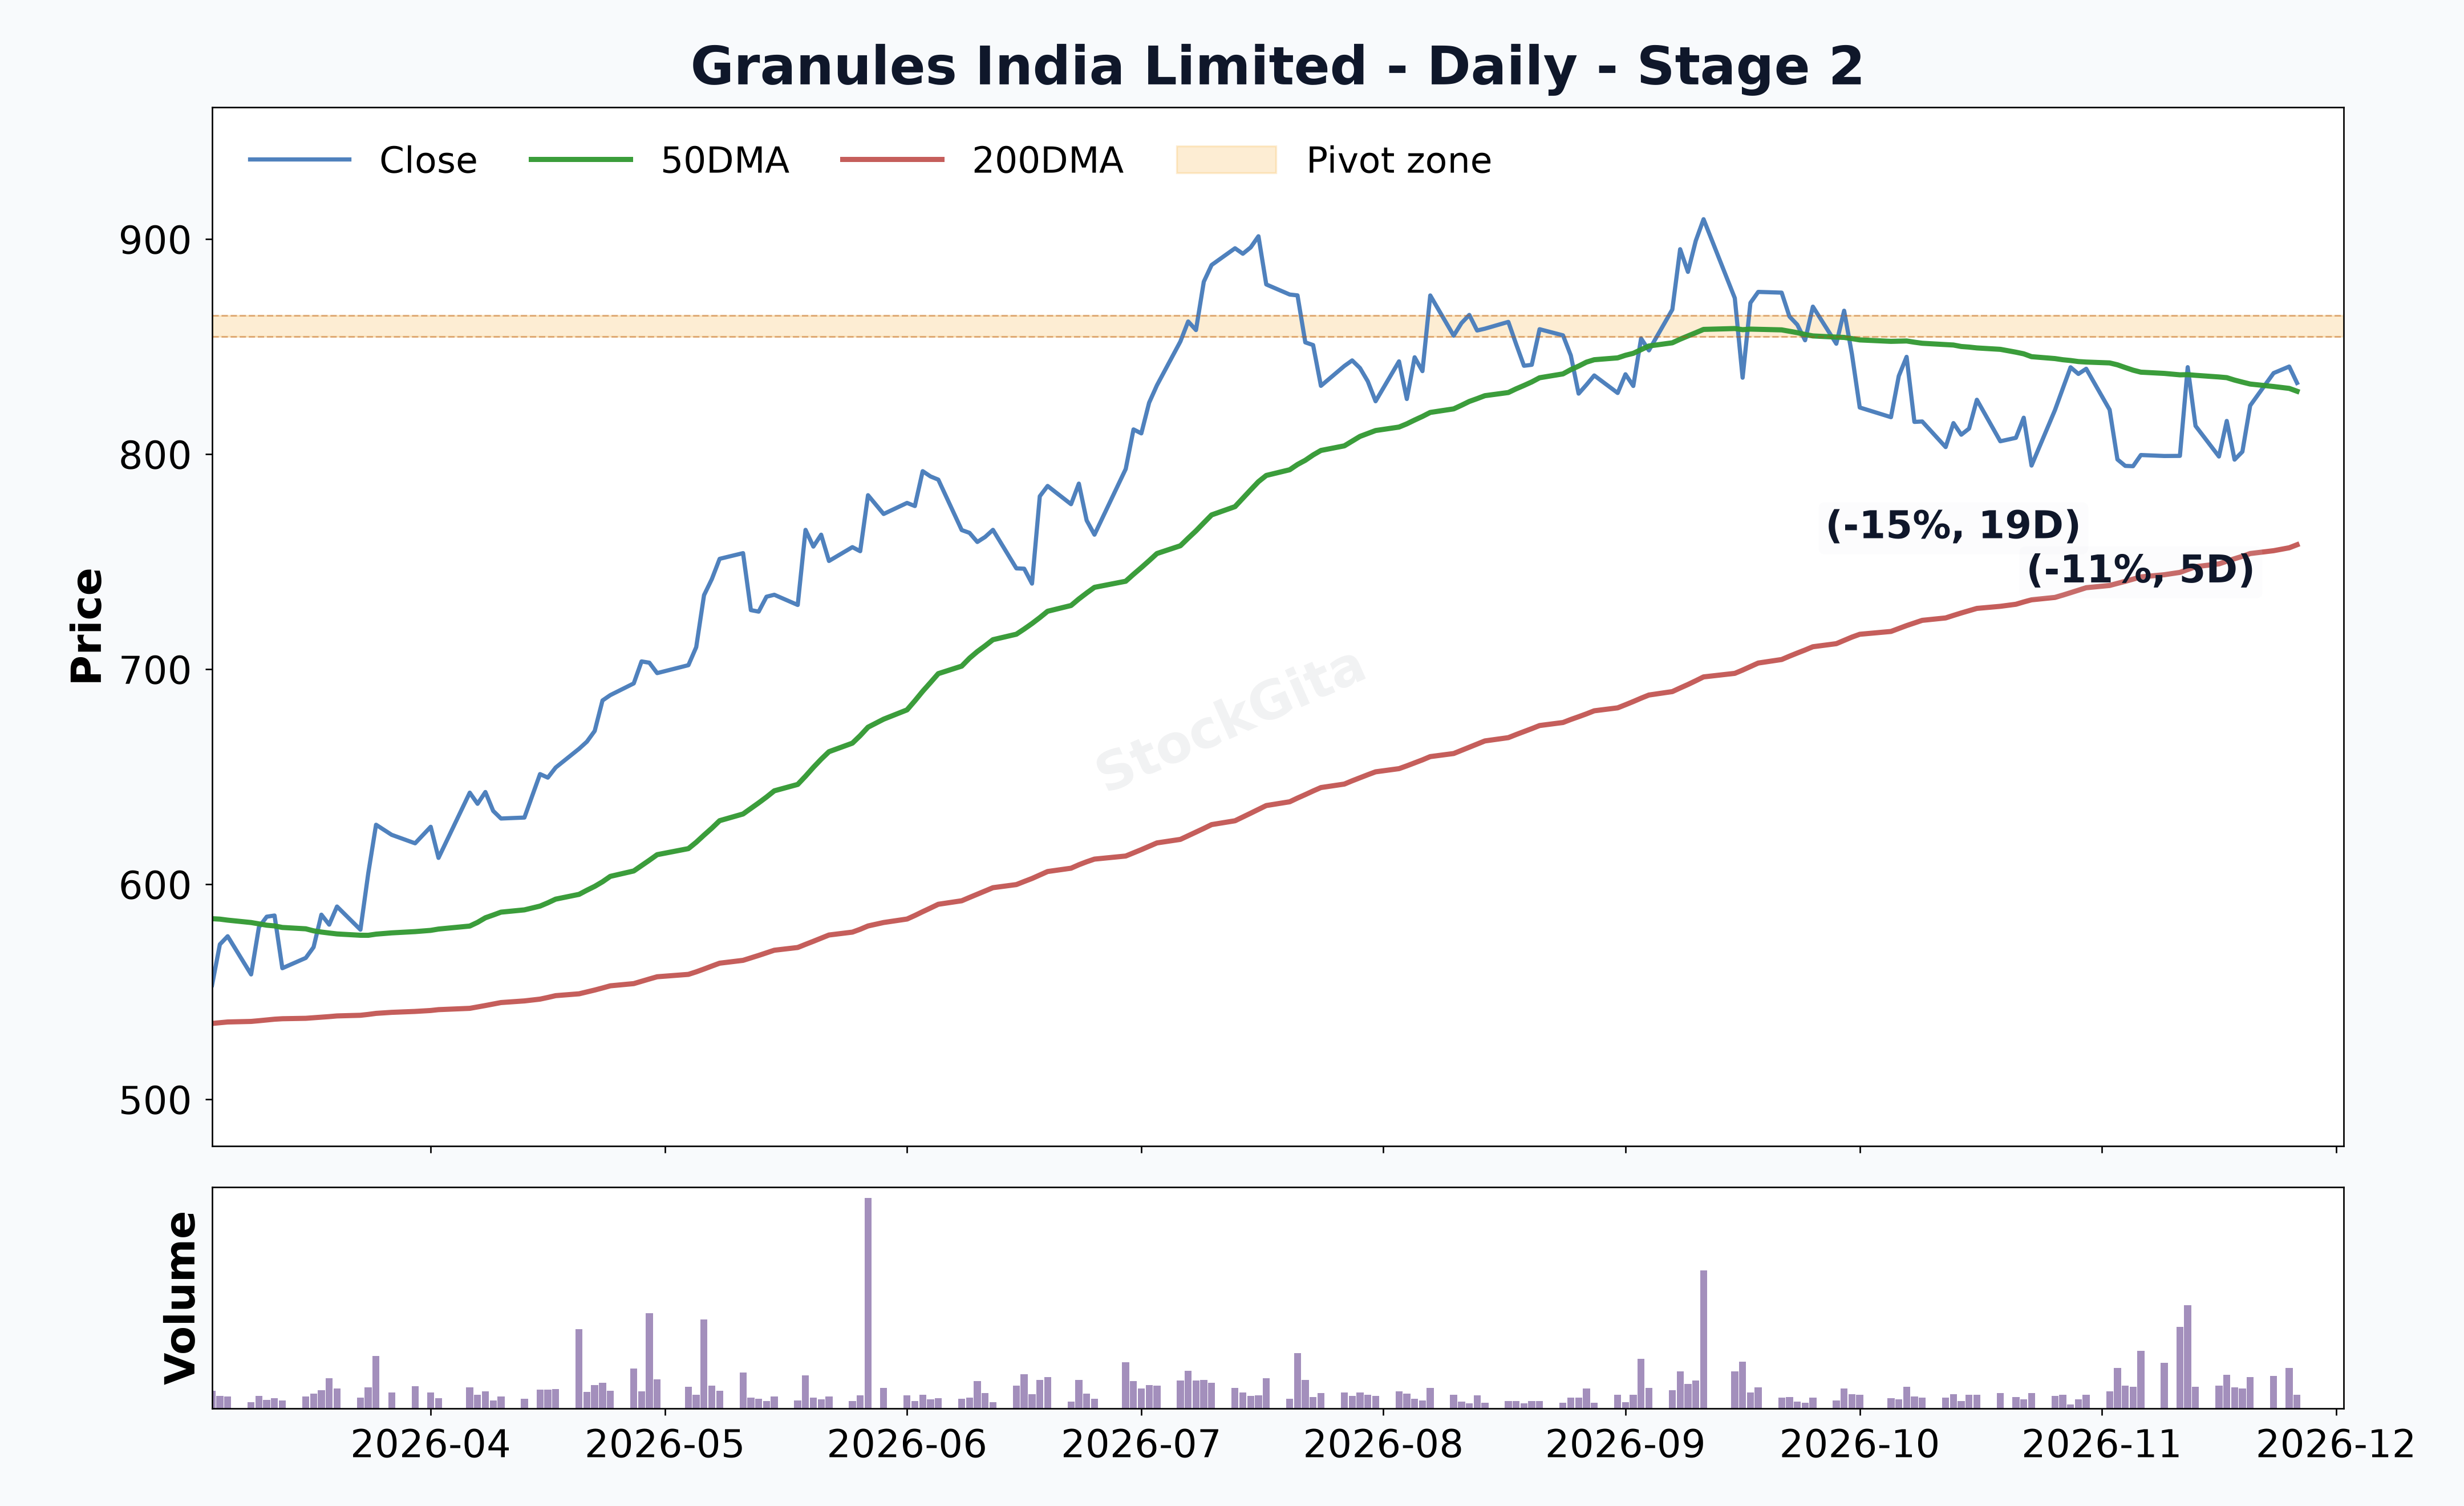 Granules India Limited - Daily - Stage 2
Close 50DMA 200DMA Pivot zone
900
800
700
600
500
Price
(-15%, 19D)
(-11%, 5D)
StockGita
Volume
2026-04 2026-05 2026-06 2026-07 2026-08 2026-09 2026-10 2026-11 2026-12